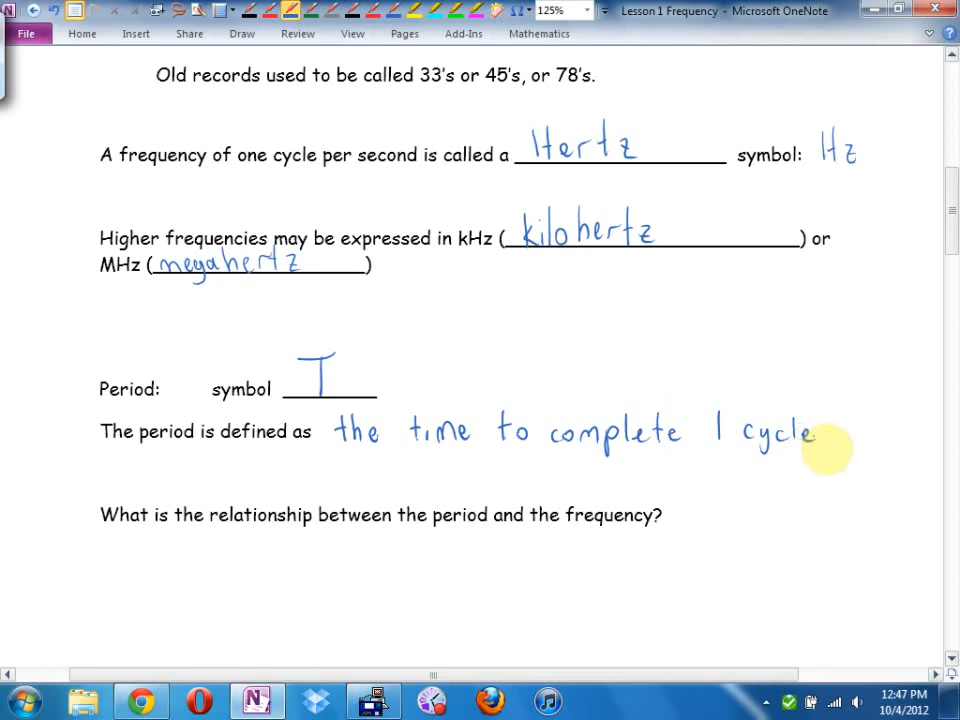 125% Lesson 1 Frequency - Microsoft OneNote
File Home Insert Share Draw Review View Pages Add-Ins Mathematics
Old records used to be called 33's or 45's, or 78's.
A frequency of one cycle per second is called a Hertz symbol: Hz
Higher frequencies may be expressed in kHz (kilohertz) or
MHz (megahertz)
Period: symbol T
The period is defined as the time to complete 1 cycle
What is the relationship between the period and the frequency?
12:47 PM
10/4/2012